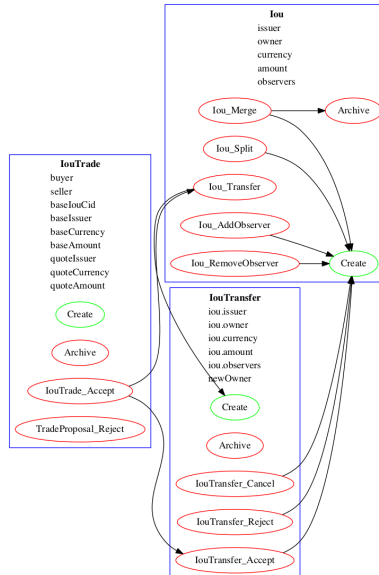 Iou
issuer
owner
currency
amount
observers
Iou_Merge
Archive
Iou_Split
Iou_Transfer
Iou_AddObserver
Iou_RemoveObserver
Create
IouTrade
buyer
seller
baseIouCid
baseIssuer
baseCurrency
baseAmount
quoteIssuer
quoteCurrency
quoteAmount
Create
Archive
IouTrade_Accept
TradeProposal_Reject
IouTransfer
iou.issuer
iou.owner
iou.currency
iou.amount
iou.observers
newOwner
Create
Archive
IouTransfer_Cancel
IouTransfer_Reject
IouTransfer_Accept